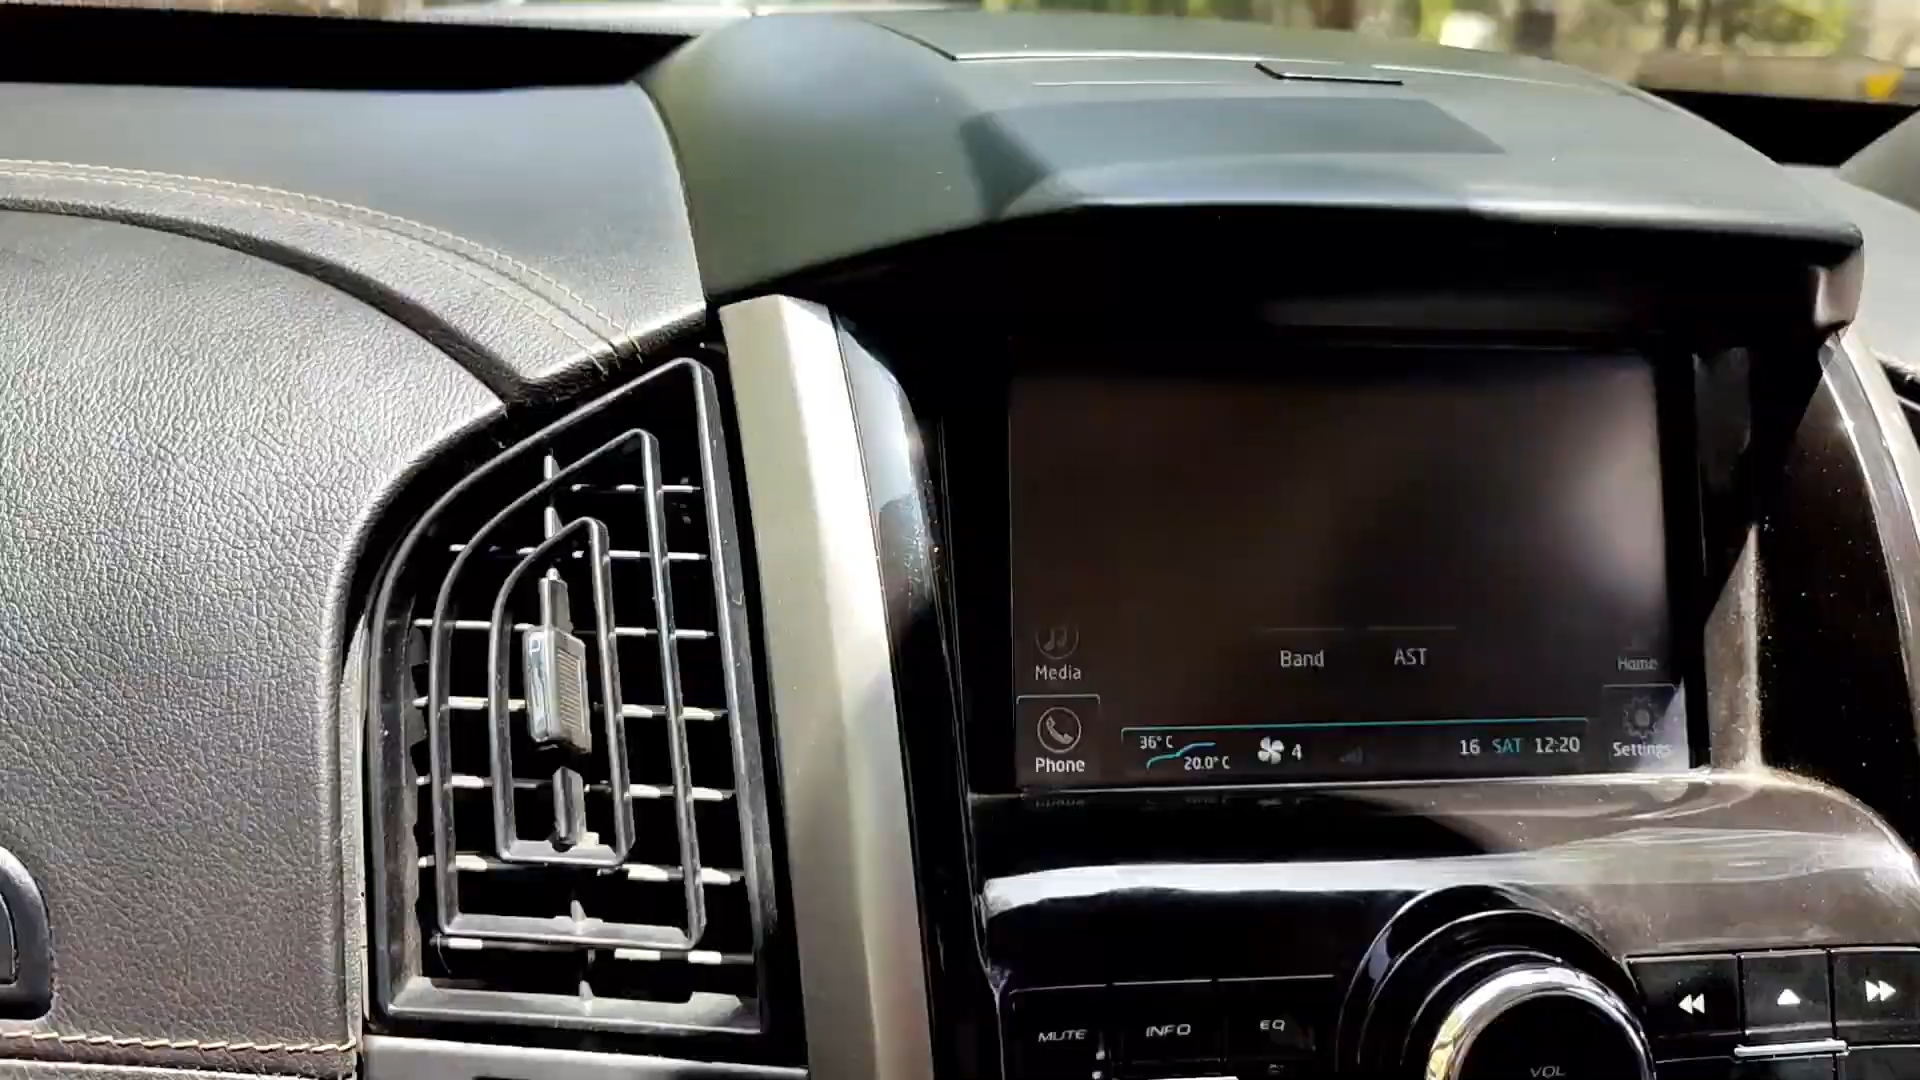 Media
Band
AST
Home
Phone
36° C
20.0° C
4
16 SAT 12:20
Settings
MUTE
INFO
EQ
VOL